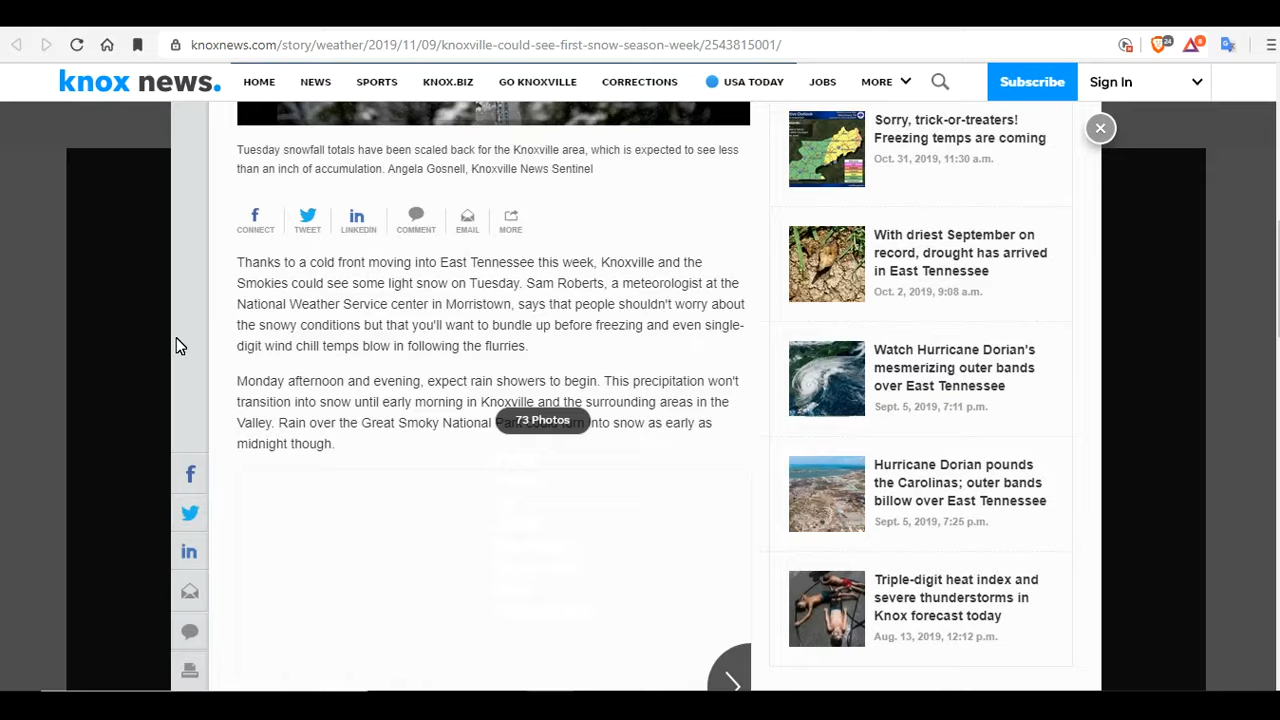 knoxnews.com/story/weather/2019/11/09/knoxville-could-see-first-snow-season-week/2543815001/
24
8
knox news.
HOME
NEWS
SPORTS
KNOX.BIZ
GO KNOXVILLE
CORRECTIONS
USA TODAY
JOBS
MORE
Subscribe
Sign In
Tuesday snowfall totals have been scaled back for the Knoxville area, which is expected to see less
than an inch of accumulation. Angela Gosnell, Knoxville News Sentinel
CONNECT
TWEET
LINKEDIN
COMMENT
EMAIL
MORE
Thanks to a cold front moving into East Tennessee this week, Knoxville and the
Smokies could see some light snow on Tuesday. Sam Roberts, a meteorologist at the
National Weather Service center in Morristown, says that people shouldn't worry about
the snowy conditions but that you'll want to bundle up before freezing and even single-
digit wind chill temps blow in following the flurries.
Monday afternoon and evening, expect rain showers to begin. This precipitation won't
transition into snow until early morning in Knoxville and the surrounding areas in the
Valley. Rain over the Great Smoky National Park could turn into snow as early as
midnight though.
73 Photos
Sorry, trick-or-treaters!
Freezing temps are coming
Oct. 31, 2019, 11:30 a.m.
With driest September on
record, drought has arrived
in East Tennessee
Oct. 2, 2019, 9:08 a.m.
Watch Hurricane Dorian's
mesmerizing outer bands
over East Tennessee
Sept. 5, 2019, 7:11 p.m.
Hurricane Dorian pounds
the Carolinas; outer bands
billow over East Tennessee
Sept. 5, 2019, 7:25 p.m.
Triple-digit heat index and
severe thunderstorms in
Knox forecast today
Aug. 13, 2019, 12:12 p.m.